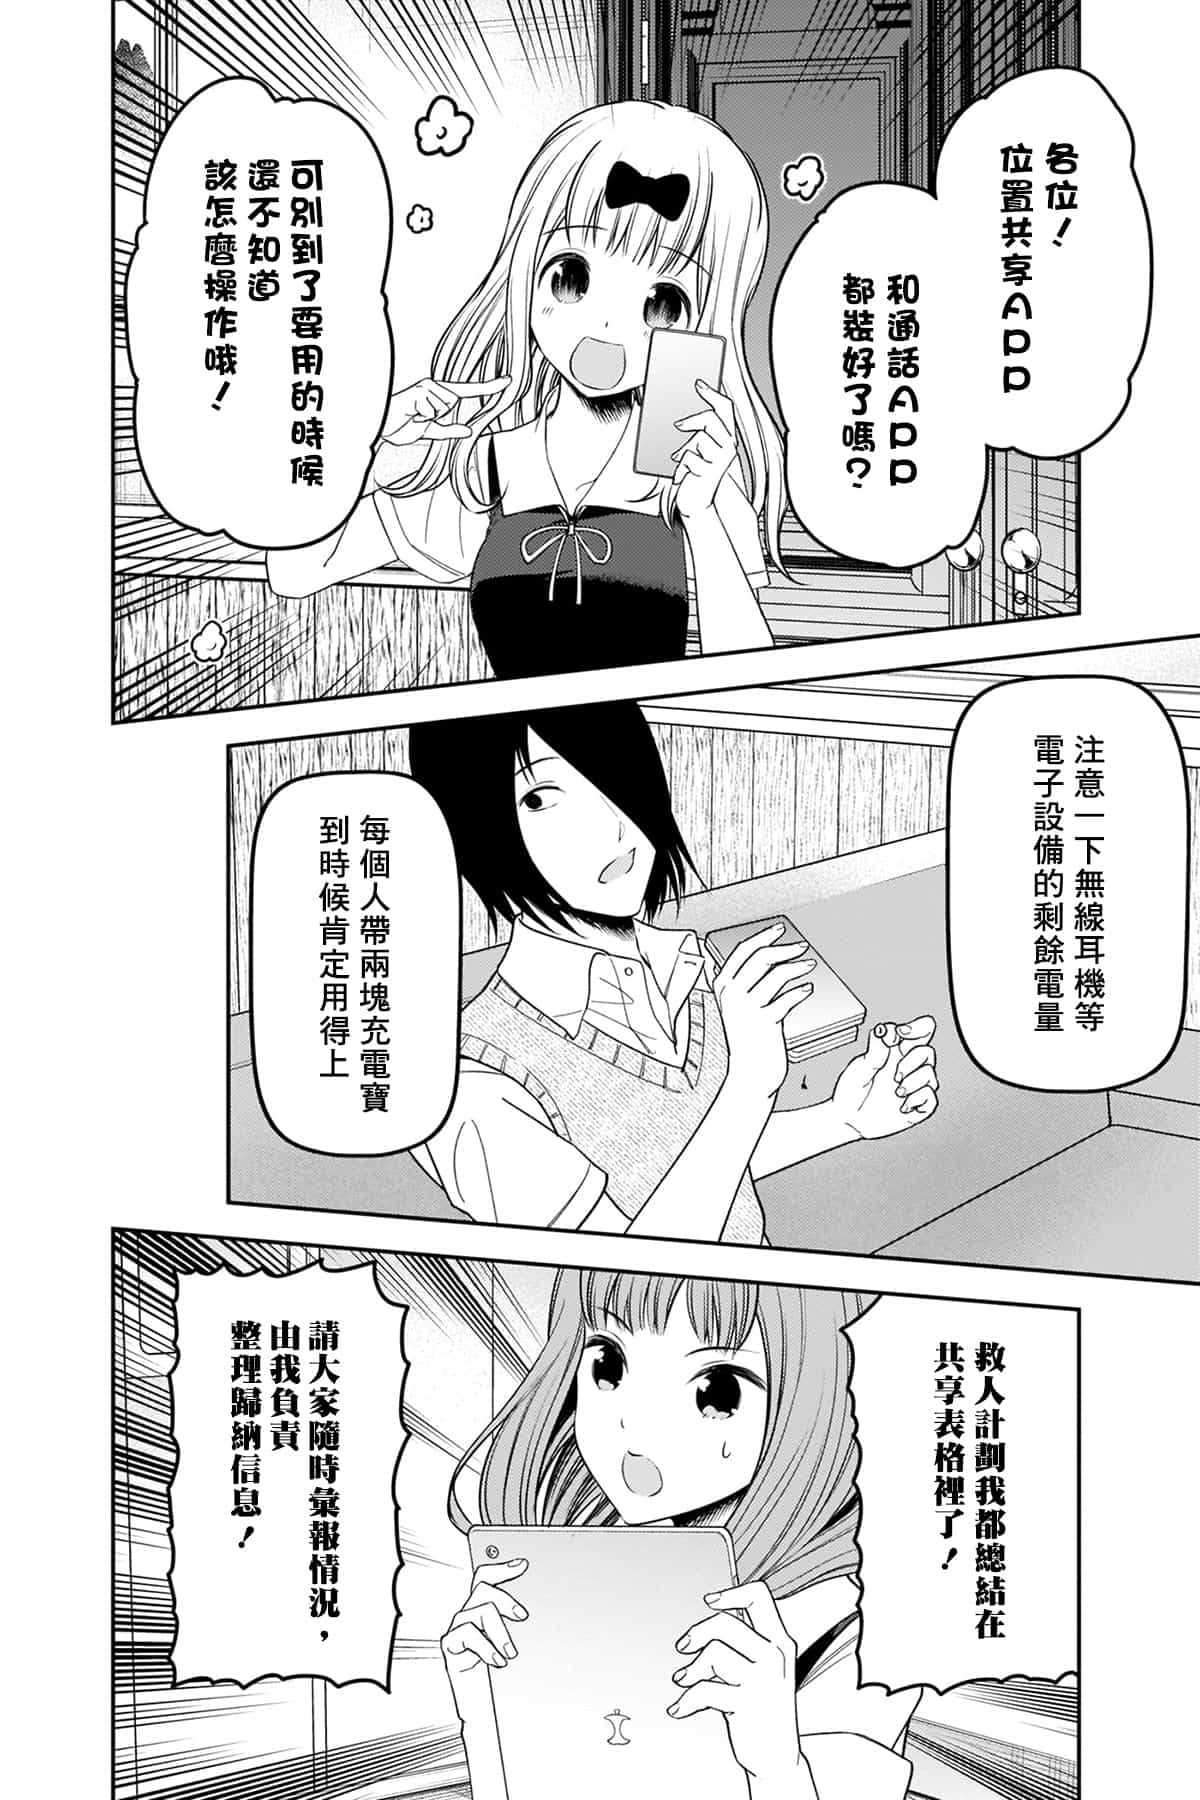 各位！
位置共享APP
和通話APP
都裝好了嗎？
可別到了要用的時候
還不知道
該怎麼操作哦！
注意一下無線耳機等
電子設備的剩餘電量
每個人帶兩塊充電寶
到時候肯定用得上
救人計劃我都總結在
共享表格裡了！
請大家隨時彙報情況，
由我負責
整理歸納信息！